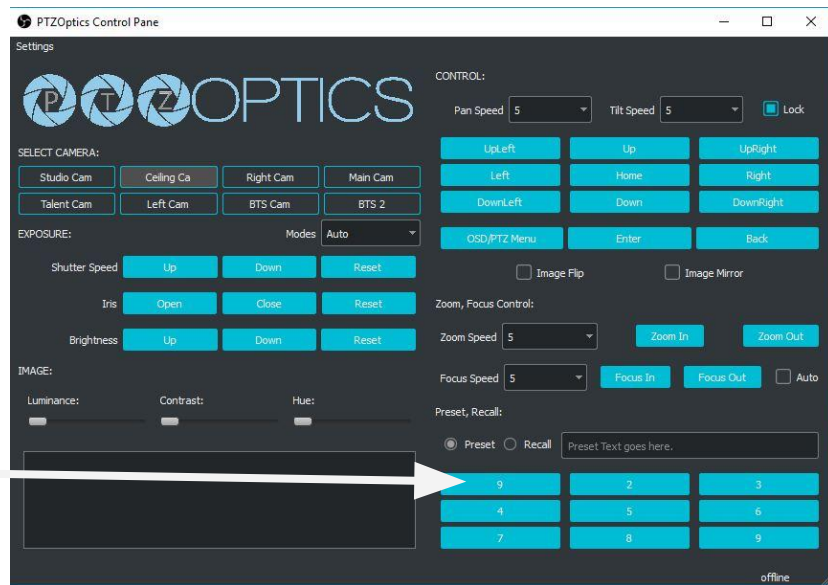 PTZOptics Control Pane
Settings
PTZOPTICS
SELECT CAMERA:
Studio Cam Ceiling Ca Right Cam Main Cam
Talent Cam Left Cam BTS Cam BTS 2
EXPOSURE: Modes Auto
Shutter Speed Up Down Reset
Iris Open Close Reset
Brightness Up Down Reset
IMAGE:
Luminance: Contrast: Hue:
CONTROL:
Pan Speed 5 Tilt Speed 5 Lock
UpLeft Up UpRight
Left Home Right
DownLeft Down DownRight
OSD/PTZ Menu Enter Back
Image Flip Image Mirror
Zoom, Focus Control:
Zoom Speed 5 Zoom In Zoom Out
Focus Speed 5 Focus In Focus Out Auto
Preset, Recall:
Preset Recall Preset Text goes here.
9 2 3
4 5 6
7 8 9
offline